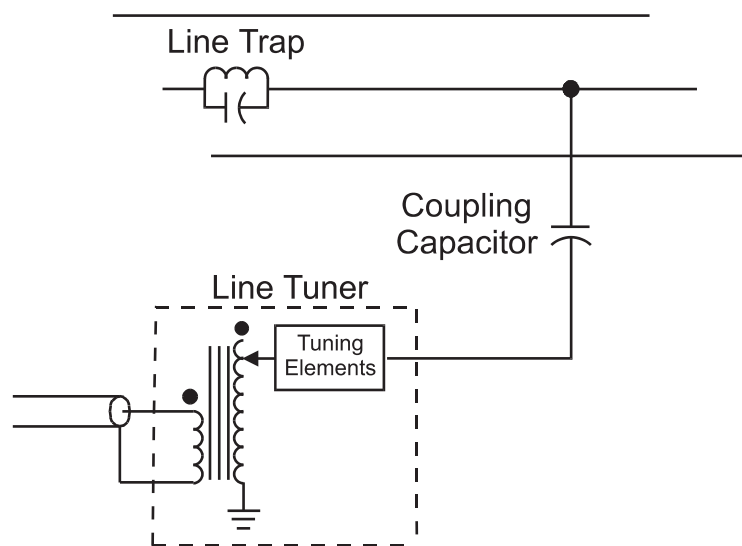 Line Trap
Coupling
Capacitor
Line Tuner
Tuning
Elements